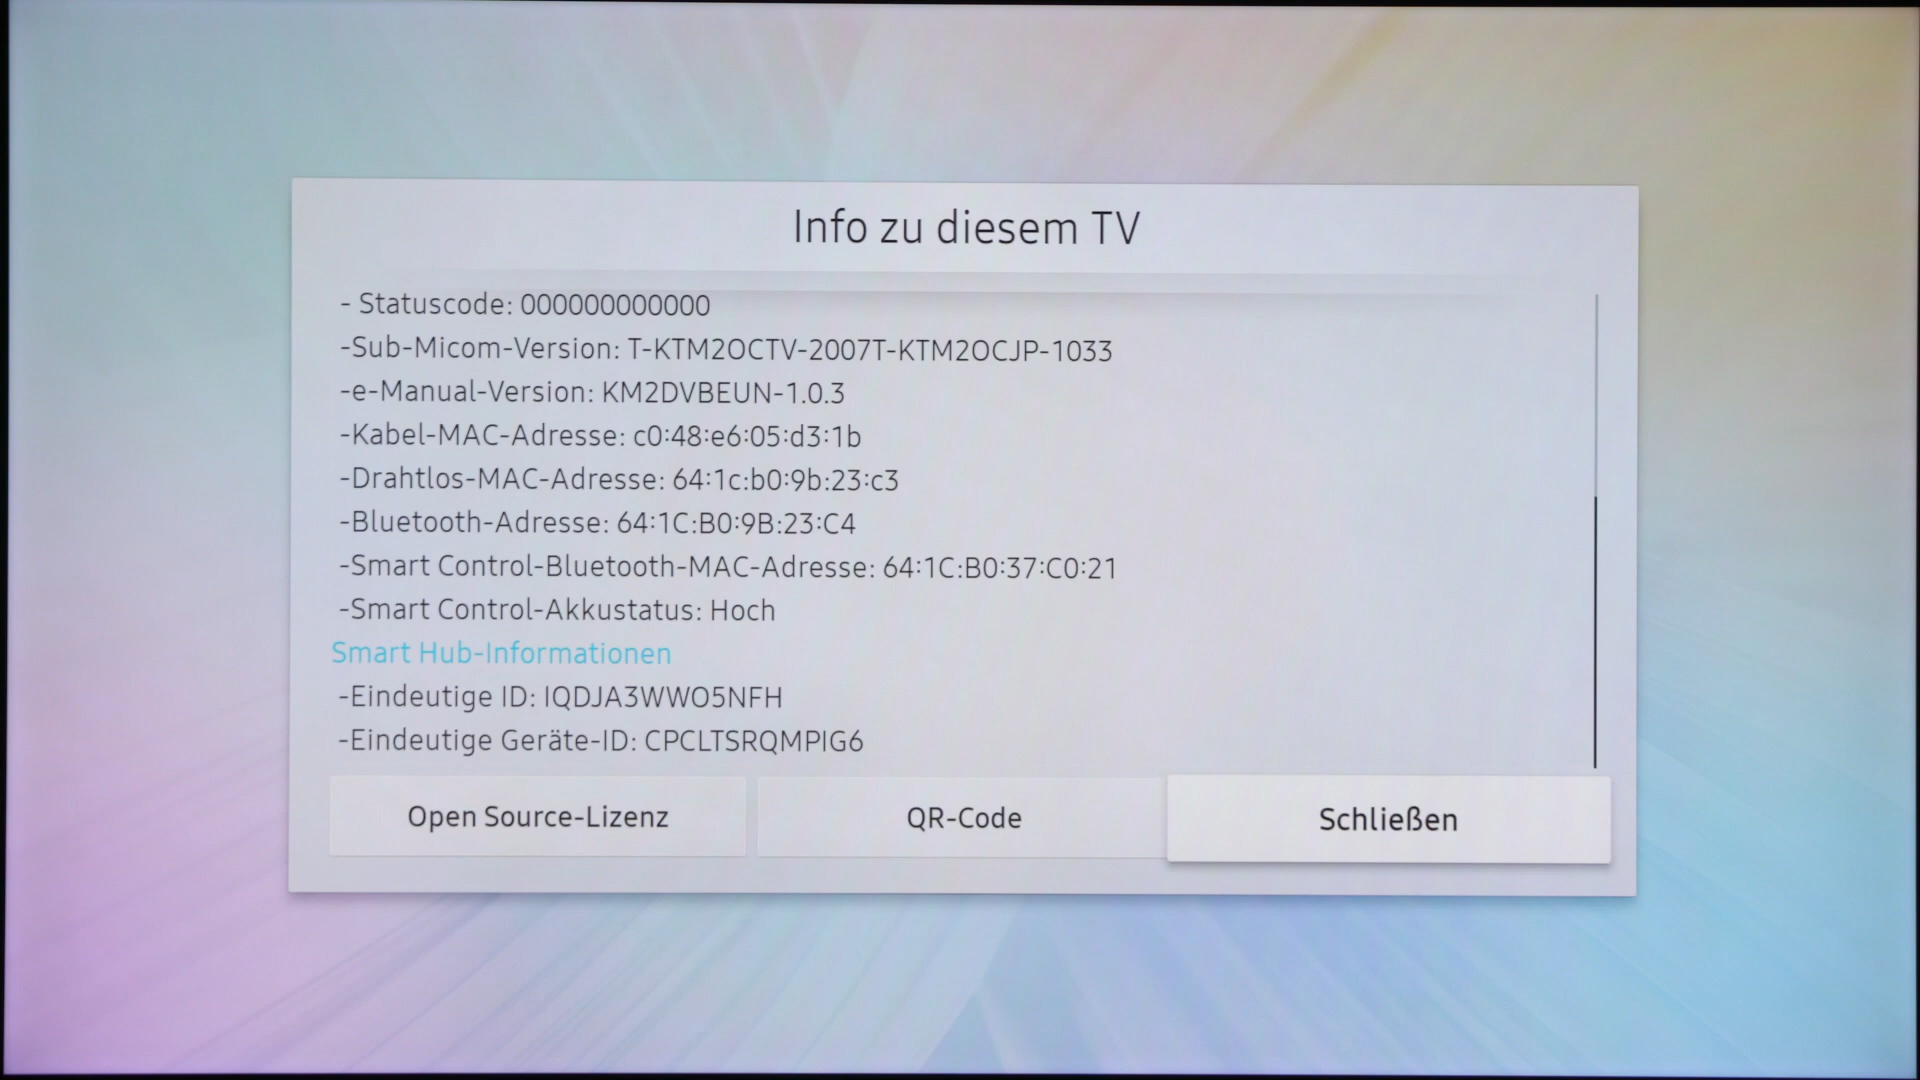 Info zu diesem TV
- Statuscode: 000000000000
-Sub-Micom-Version: T-KTM2OCTV-2007T-KTM2OCJP-1033
-e-Manual-Version: KM2DVBEUN-1.0.3
-Kabel-MAC-Adresse: c0:48:e6:05:d3:1b
-Drahtlos-MAC-Adresse: 64:1c:b0:9b:23:c3
-Bluetooth-Adresse: 64:1C:B0:9B:23:C4
-Smart Control-Bluetooth-MAC-Adresse: 64:1C:B0:37:C0:21
-Smart Control-Akkustatus: Hoch
Smart Hub-Informationen
-Eindeutige ID: IQDJA3WWO5NFH
-Eindeutige Geräte-ID: CPCLTSRQMPIG6
Open Source-Lizenz
QR-Code
Schließen